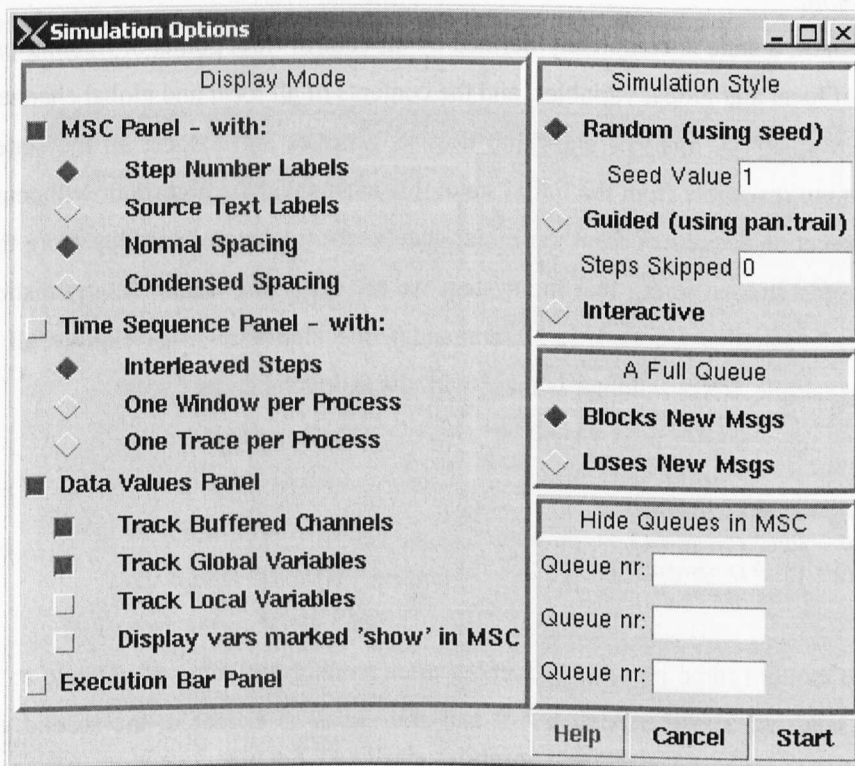 Simulation Options
Display Mode
MSC Panel - with:
Step Number Labels
Source Text Labels
Normal Spacing
Condensed Spacing
Time Sequence Panel - with:
Interleaved Steps
One Window per Process
One Trace per Process
Data Values Panel
Track Buffered Channels
Track Global Variables
Track Local Variables
Display vars marked 'show' in MSC
Execution Bar Panel
Simulation Style
Random (using seed)
Seed Value 1
Guided (using pan.trail)
Steps Skipped 0
Interactive
A Full Queue
Blocks New Msgs
Loses New Msgs
Hide Queues in MSC
Queue nr:
Queue nr:
Queue nr:
Help Cancel Start